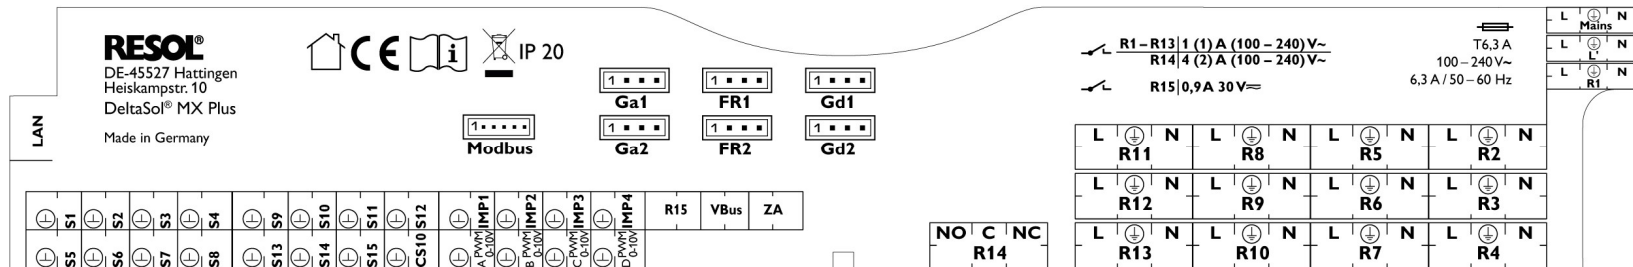 RESOL®
DE-45527 Hattingen
Heiskampstr. 10
DeltaSol® MX Plus
Made in Germany
LAN
CE
i
IP 20
1
Modbus
1
Ga1
1
FR1
1
Gd1
1
Ga2
1
FR2
1
Gd2
R1–R13 1 (1) A (100 – 240) V~
R14 4 (2) A (100 – 240) V~
R15 0,9 A 30 V⎓
T6,3 A
100 – 240 V~
6,3 A / 50 – 60 Hz
L N
Mains
L N
L'
L N
R1
L N L N L N L N
R11 R8 R5 R2
L N L N L N L N
R12 R9 R6 R3
L N L N L N L N
R13 R10 R7 R4
NO C NC
R14
S1 S2 S3 S4 S9 S10 S11 S12 IMP1 IMP2 IMP3 IMP4 R15 VBus ZA
S5 S6 S7 S8 S13 S14 S15 CS10 A PWM 0-10V B PWM 0-10V C PWM 0-10V D PWM 0-10V